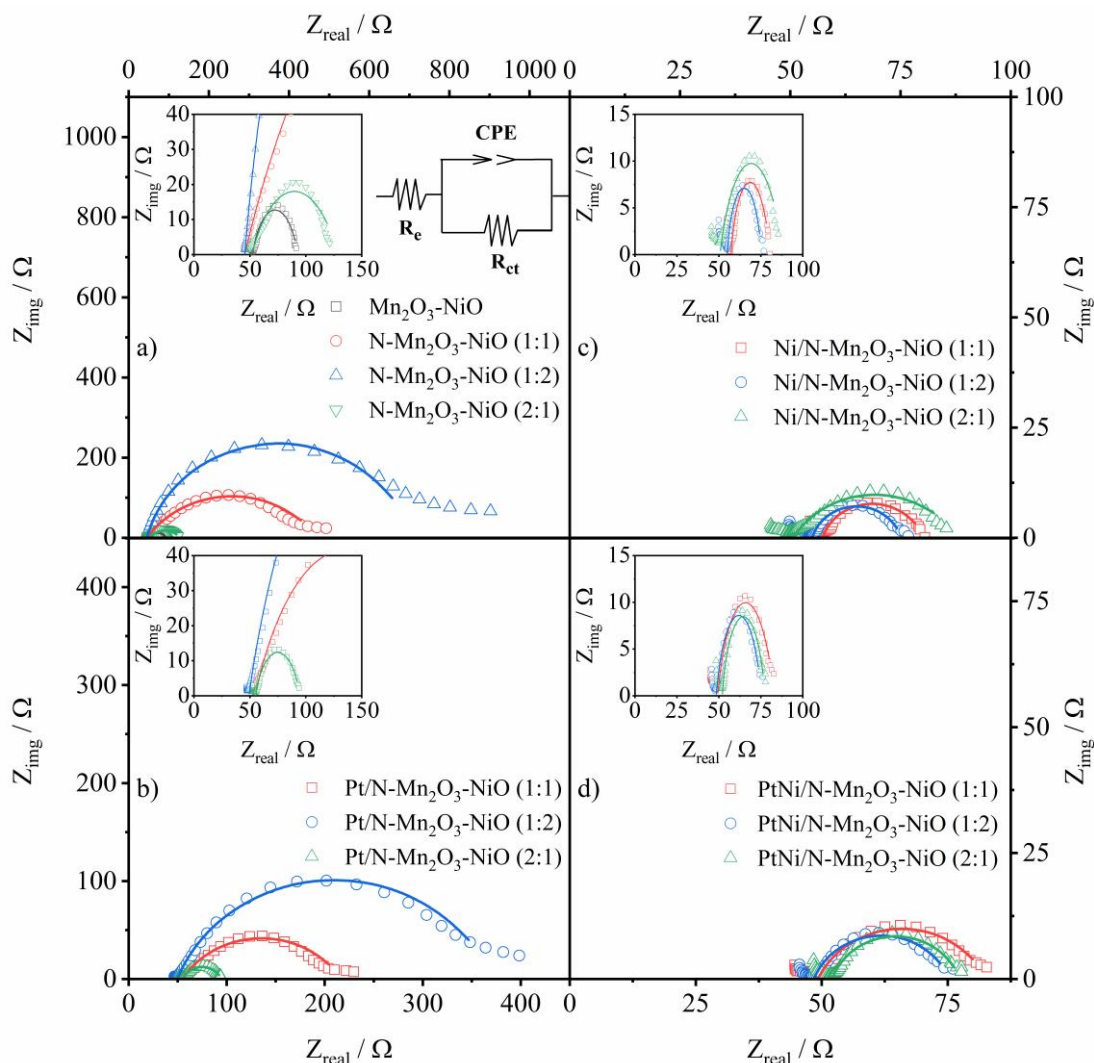 Z_real / Ω
Z_real / Ω
0 200 400 600 800 1000
0 25 50 75 100
1000
800
600
400
200
0
Z_img / Ω
a)
40
30
20
10
0
Z_img / Ω
0 50 100 150
Z_real / Ω
CPE
R_e
R_ct
Mn₂O₃-NiO
N-Mn₂O₃-NiO (1:1)
N-Mn₂O₃-NiO (1:2)
N-Mn₂O₃-NiO (2:1)
15
10
5
0
Z_img / Ω
0 25 50 75 100
Z_real / Ω
c)
Ni/N-Mn₂O₃-NiO (1:1)
Ni/N-Mn₂O₃-NiO (1:2)
Ni/N-Mn₂O₃-NiO (2:1)
100
75
50
25
0
Z_img / Ω
400
300
200
100
0
Z_img / Ω
b)
40
30
20
10
0
Z_img / Ω
0 50 100 150
Z_real / Ω
Pt/N-Mn₂O₃-NiO (1:1)
Pt/N-Mn₂O₃-NiO (1:2)
Pt/N-Mn₂O₃-NiO (2:1)
15
10
5
0
Z_img / Ω
0 25 50 75 100
Z_real / Ω
d)
PtNi/N-Mn₂O₃-NiO (1:1)
PtNi/N-Mn₂O₃-NiO (1:2)
PtNi/N-Mn₂O₃-NiO (2:1)
75
50
25
0
Z_img / Ω
0 100 200 300 400
0 50 75
Z_real / Ω
Z_real / Ω